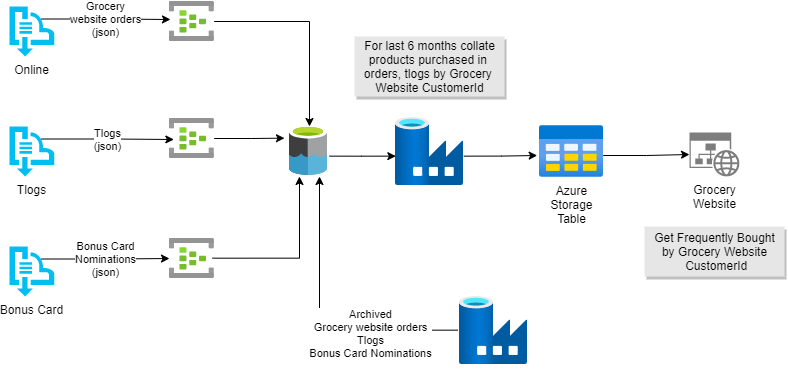 Grocery
website orders
(json)
Online
For last 6 months collate
products purchased in
orders, tlogs by Grocery
Website CustomerId
Tlogs
(json)
Tlogs
Azure
Storage
Table
Grocery
Website
Get Frequently Bought
by Grocery Website
CustomerId
Bonus Card
Nominations
(json)
Bonus Card
Archived
Grocery website orders
Tlogs
Bonus Card Nominations